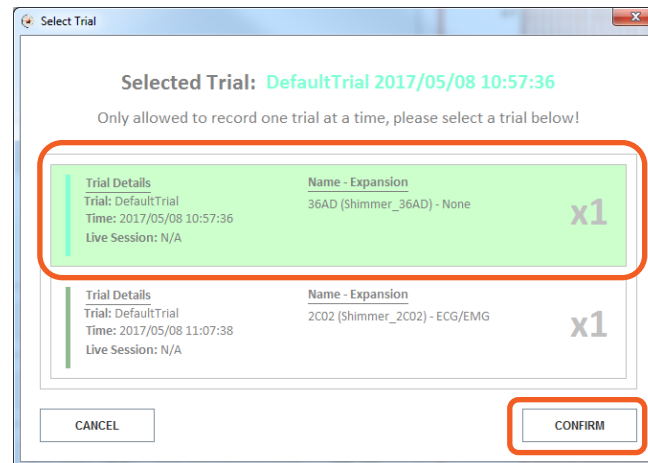 Select Trial
x
Selected Trial: DefaultTrial 2017/05/08 10:57:36
Only allowed to record one trial at a time, please select a trial below!
Trial Details
Trial: DefaultTrial
Time: 2017/05/08 10:57:36
Live Session: N/A
Name - Expansion
36AD (Shimmer_36AD) - None
x1
Trial Details
Trial: DefaultTrial
Time: 2017/05/08 11:07:38
Live Session: N/A
Name - Expansion
2C02 (Shimmer_2C02) - ECG/EMG
x1
CANCEL
CONFIRM